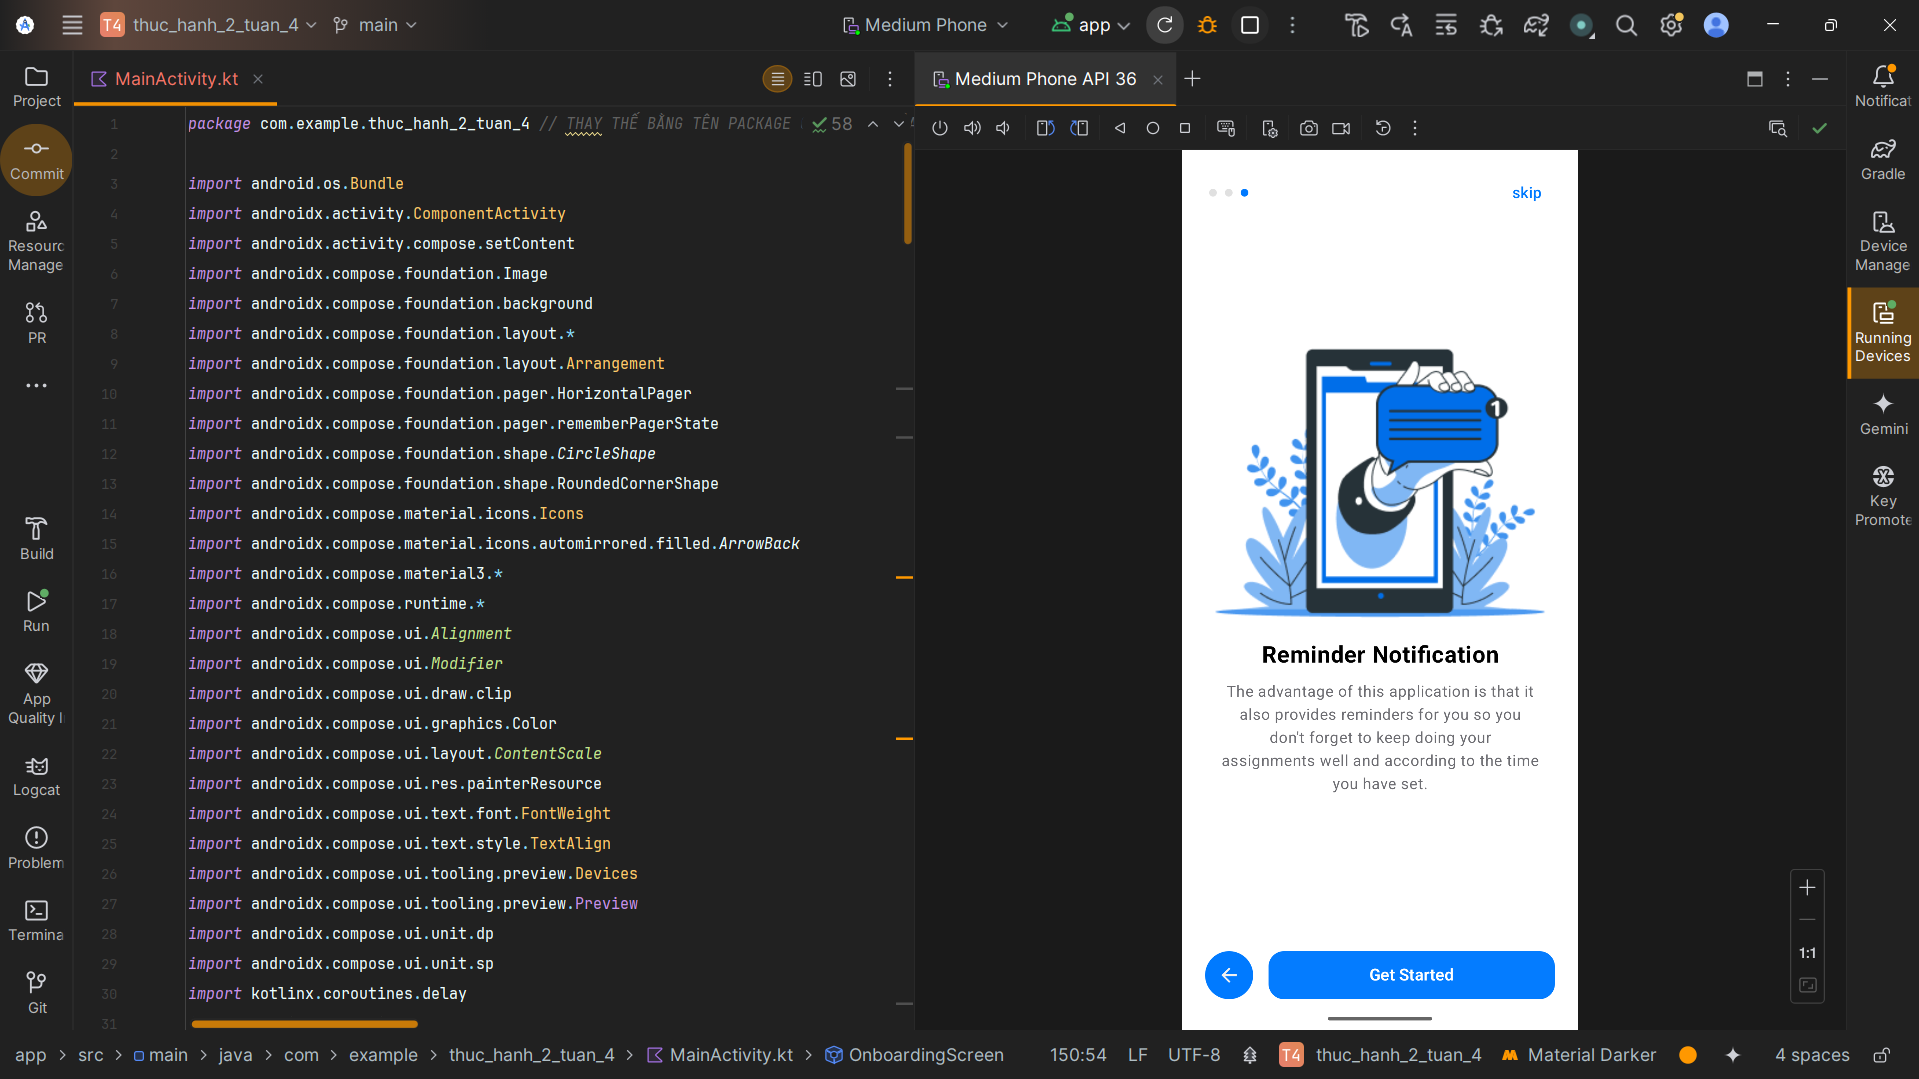 T4 thuc_hanh_2_tuan_4 main Medium Phone app
MainActivity.kt
Medium Phone API 36
Project
Commit
Resourc
Manage
PR
Build
Run
App
Quality I
Logcat
Problem
Termina
Git
58
1 package com.example.thuc_hanh_2_tuan_4 // THAY THẾ BẰNG TÊN PACKAGE
2
3 import android.os.Bundle
4 import androidx.activity.ComponentActivity
5 import androidx.activity.compose.setContent
6 import androidx.compose.foundation.Image
7 import androidx.compose.foundation.background
8 import androidx.compose.foundation.layout.*
9 import androidx.compose.foundation.layout.Arrangement
10 import androidx.compose.foundation.pager.HorizontalPager
11 import androidx.compose.foundation.pager.rememberPagerState
12 import androidx.compose.foundation.shape.CircleShape
13 import androidx.compose.foundation.shape.RoundedCornerShape
14 import androidx.compose.material.icons.Icons
15 import androidx.compose.material.icons.automirrored.filled.ArrowBack
16 import androidx.compose.material3.*
17 import androidx.compose.runtime.*
18 import androidx.compose.ui.Alignment
19 import androidx.compose.ui.Modifier
20 import androidx.compose.ui.draw.clip
21 import androidx.compose.ui.graphics.Color
22 import androidx.compose.ui.layout.ContentScale
23 import androidx.compose.ui.res.painterResource
24 import androidx.compose.ui.text.font.FontWeight
25 import androidx.compose.ui.text.style.TextAlign
26 import androidx.compose.ui.tooling.preview.Devices
27 import androidx.compose.ui.tooling.preview.Preview
28 import androidx.compose.ui.unit.dp
29 import androidx.compose.ui.unit.sp
30 import kotlinx.coroutines.delay
31
skip
1
Reminder Notification
The advantage of this application is that it
also provides reminders for you so you
don't forget to keep doing your
assignments well and according to the time
you have set.
Get Started
1:1
Notificat
Gradle
Device
Manage
Running
Devices
Gemini
Key
Promote
app > src > main > java > com > example > thuc_hanh_2_tuan_4 > MainActivity.kt > OnboardingScreen 150:54 LF UTF-8 T4 thuc_hanh_2_tuan_4 Material Darker 4 spaces